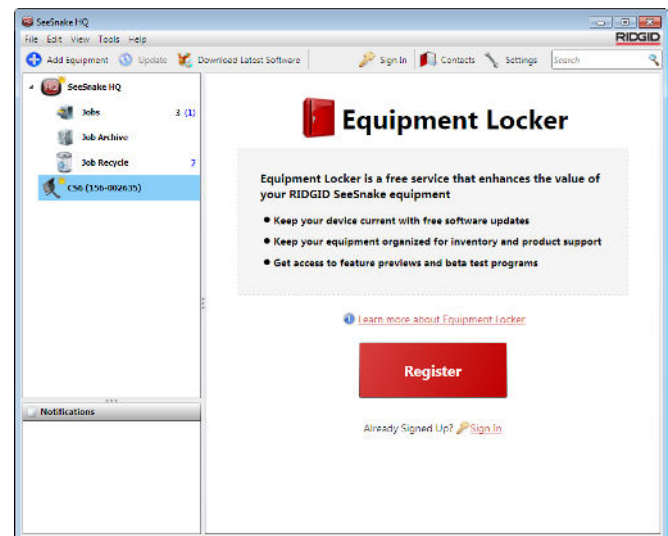 SeeSnake HQ
File Edit View Tools Help
RIDGID
Add Equipment Update Download Latest Software Sign In Contacts Settings Search
SeeSnake HQ
HQ
Jobs 3 (1)
Job Archive
Job Recycle 7
CS6 (156-002635)
Equipment Locker
Equipment Locker is a free service that enhances the value of
your RIDGID SeeSnake equipment
• Keep your device current with free software updates
• Keep your equipment organized for inventory and product support
• Get access to feature previews and beta test programs
Learn more about Equipment Locker
Register
Already Signed Up? Sign In
Notifications